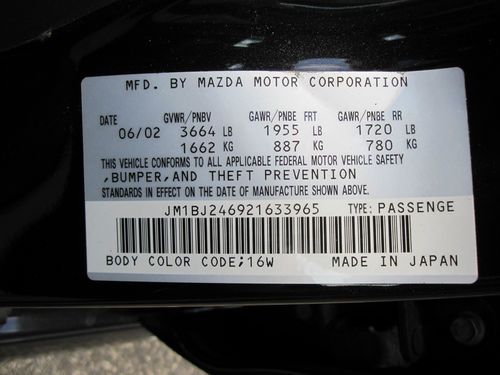 MFD. BY MAZDA MOTOR CORPORATION
DATE GVWR/PNBV GAWR/PNBE FRT GAWR/PNBE RR
06/02 3664 LB 1955 LB 1720 LB
1662 KG 887 KG 780 KG
THIS VEHICLE CONFORMS TO ALL APPLICABLE FEDERAL MOTOR VEHICLE SAFETY
,BUMPER,AND THEFT PREVENTION
STANDARDS IN EFFECT ON THE DATE OF MANUFACTURE SHOWN ABOVE.
JM1BJ246921633965 TYPE: PASSENGE
BODY COLOR CODE;16W MADE IN JAPAN